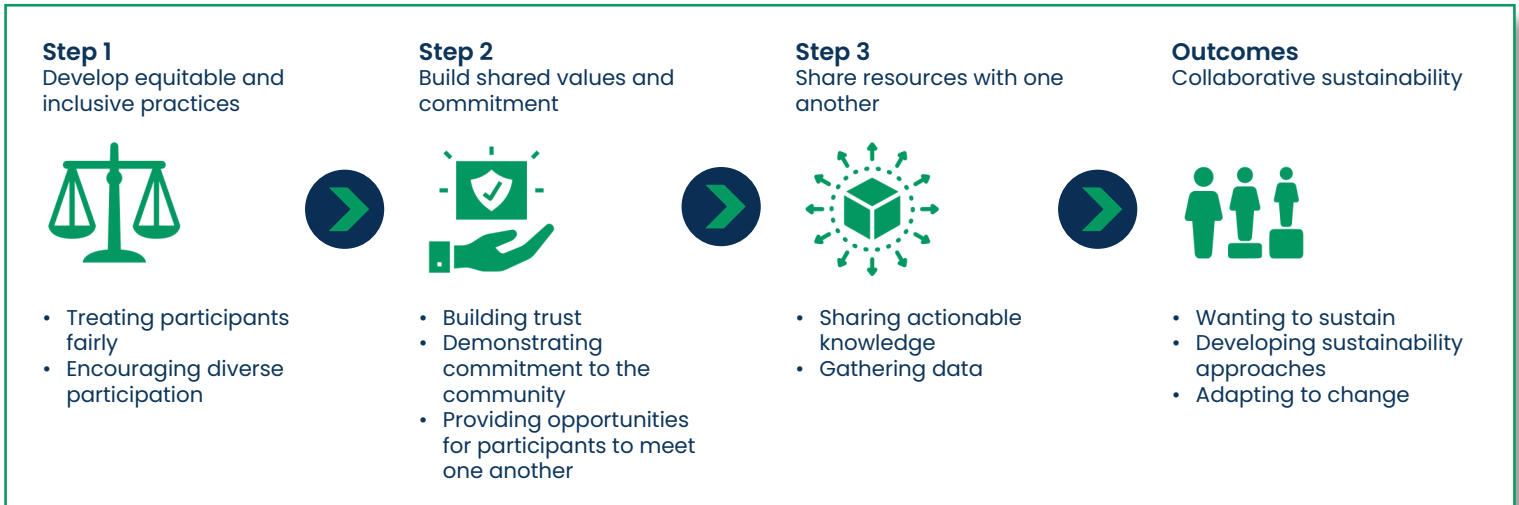 Step 1
Develop equitable and
inclusive practices
• Treating participants
fairly
• Encouraging diverse
participation
Step 2
Build shared values and
commitment
• Building trust
• Demonstrating
commitment to the
community
• Providing opportunities
for participants to meet
one another
Step 3
Share resources with one
another
• Sharing actionable
knowledge
• Gathering data
Outcomes
Collaborative sustainability
• Wanting to sustain
• Developing sustainability
approaches
• Adapting to change